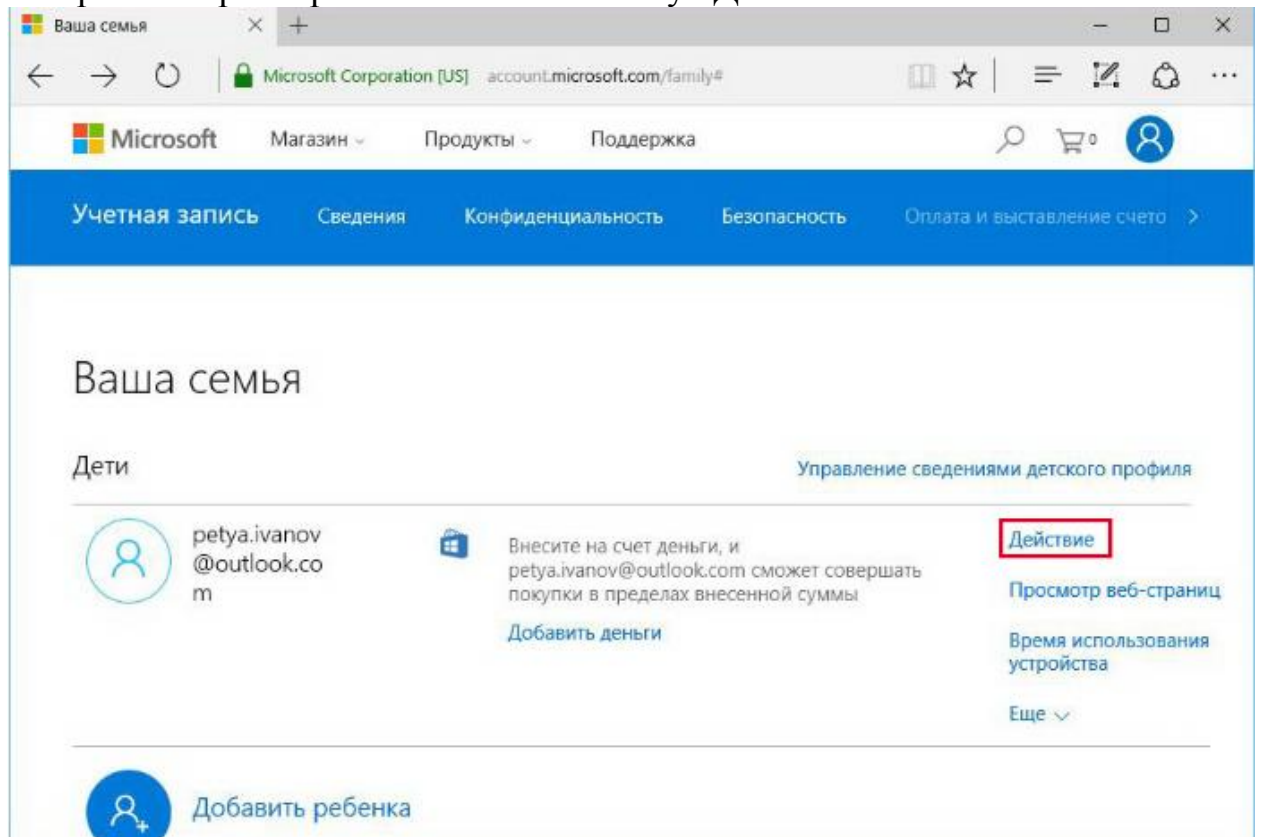 Ваша семья
Microsoft Corporation [US] account.microsoft.com/family#
Microsoft Магазин Продукты Поддержка 0
Учетная запись Сведения Конфиденциальность Безопасность Оплата и выставление счето
Ваша семья
Дети
Управление сведениями детского профиля
petya.ivanov
@outlook.co
m
Внесите на счет деньги, и
petya.ivanov@outlook.com сможет совершать
покупки в пределах внесенной суммы
Добавить деньги
Действие
Просмотр веб-страниц
Время использования
устройства
Еще
Добавить ребенка